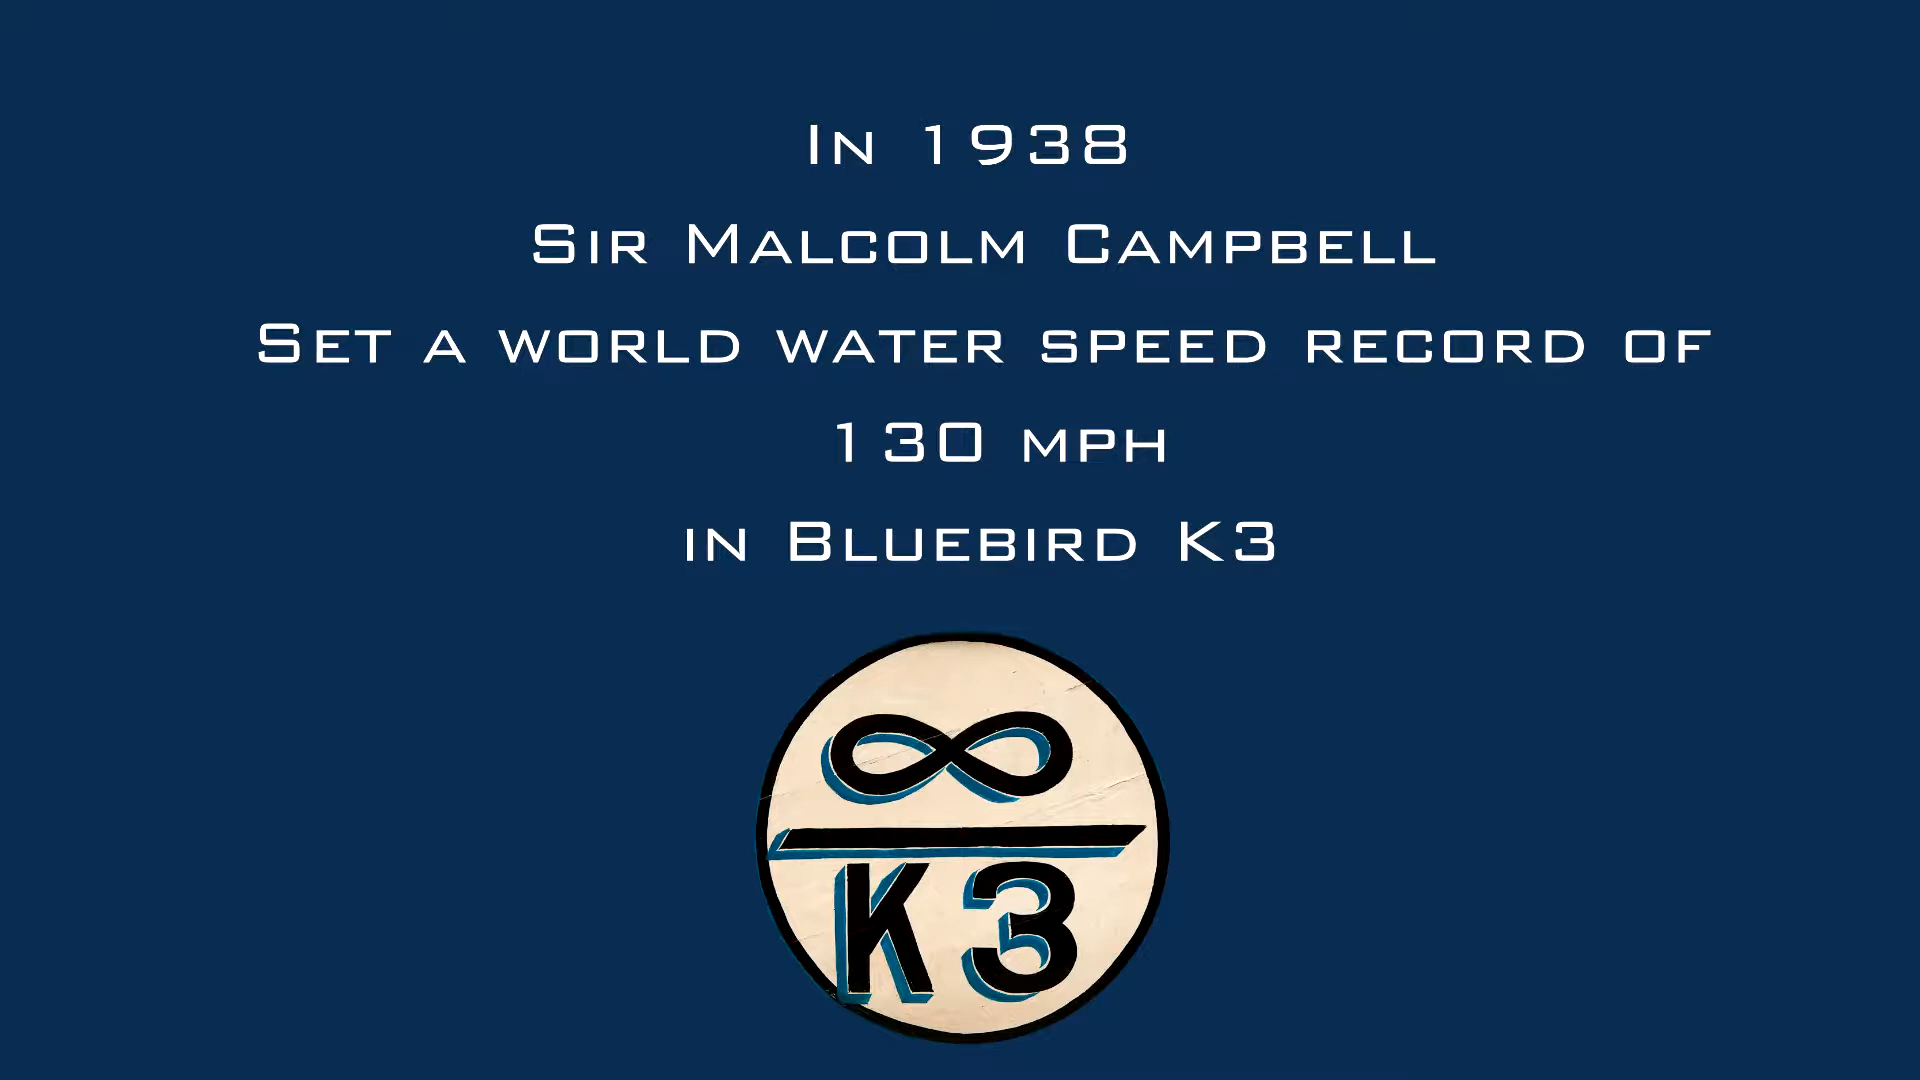 In 1938
Sir Malcolm Campbell
Set a world water speed record of
130 mph
in Bluebird K3
∞
K3